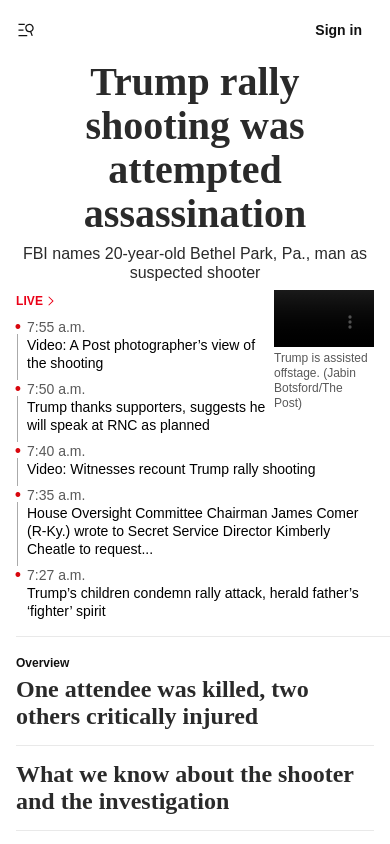 Sign in
Trump rally
shooting was
attempted
assassination
FBI names 20-year-old Bethel Park, Pa., man as
suspected shooter
LIVE
7:55 a.m.
Video: A Post photographer’s view of
the shooting
7:50 a.m.
Trump thanks supporters, suggests he
will speak at RNC as planned
7:40 a.m.
Video: Witnesses recount Trump rally shooting
7:35 a.m.
House Oversight Committee Chairman James Comer
(R-Ky.) wrote to Secret Service Director Kimberly
Cheatle to request...
7:27 a.m.
Trump’s children condemn rally attack, herald father’s
‘fighter’ spirit
Trump is assisted
offstage. (Jabin
Botsford/The
Post)
Overview
One attendee was killed, two
others critically injured
What we know about the shooter
and the investigation